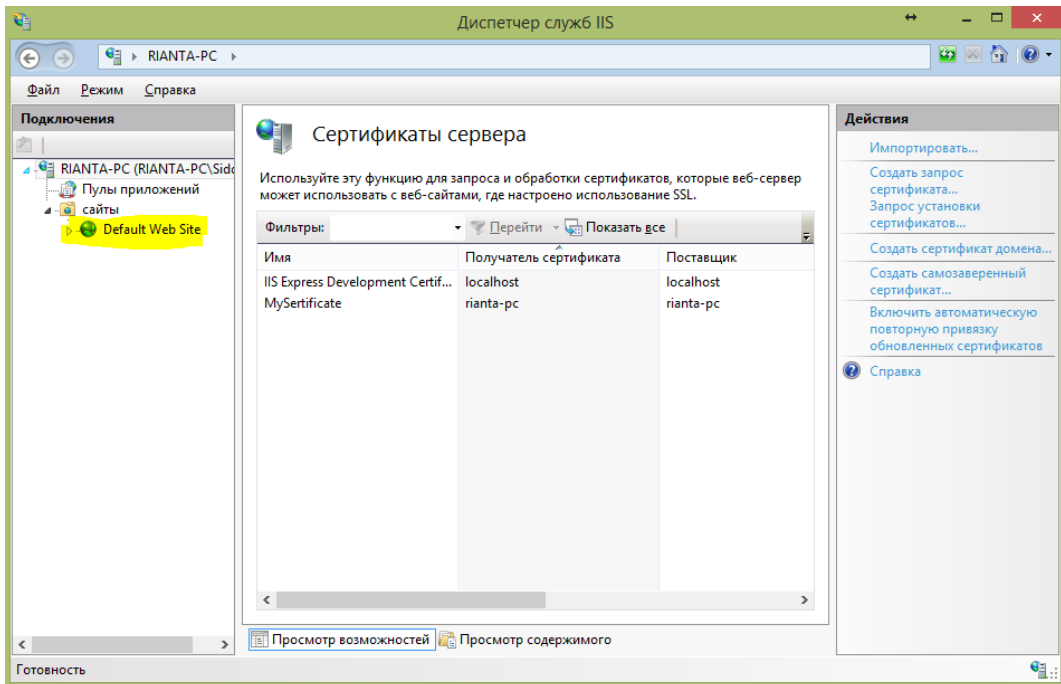 Диспетчер служб IIS
RIANTA-PC
Файл Режим Справка
Подключения
RIANTA-PC (RIANTA-PC\Sid
Пулы приложений
сайты
Default Web Site
Сертификаты сервера
Используйте эту функцию для запроса и обработки сертификатов, которые веб-сервер
может использовать с веб-сайтами, где настроено использование SSL.
Фильтры: Перейти Показать все
Имя Получатель сертификата Поставщик
IIS Express Development Certif... localhost localhost
MySertificate rianta-pc rianta-pc
Просмотр возможностей Просмотр содержимого
Действия
Импортировать...
Создать запрос
сертификата...
Запрос установки
сертификатов...
Создать сертификат домена...
Создать самозаверенный
сертификат...
Включить автоматическую
повторную привязку
обновленных сертификатов
Справка
Готовность